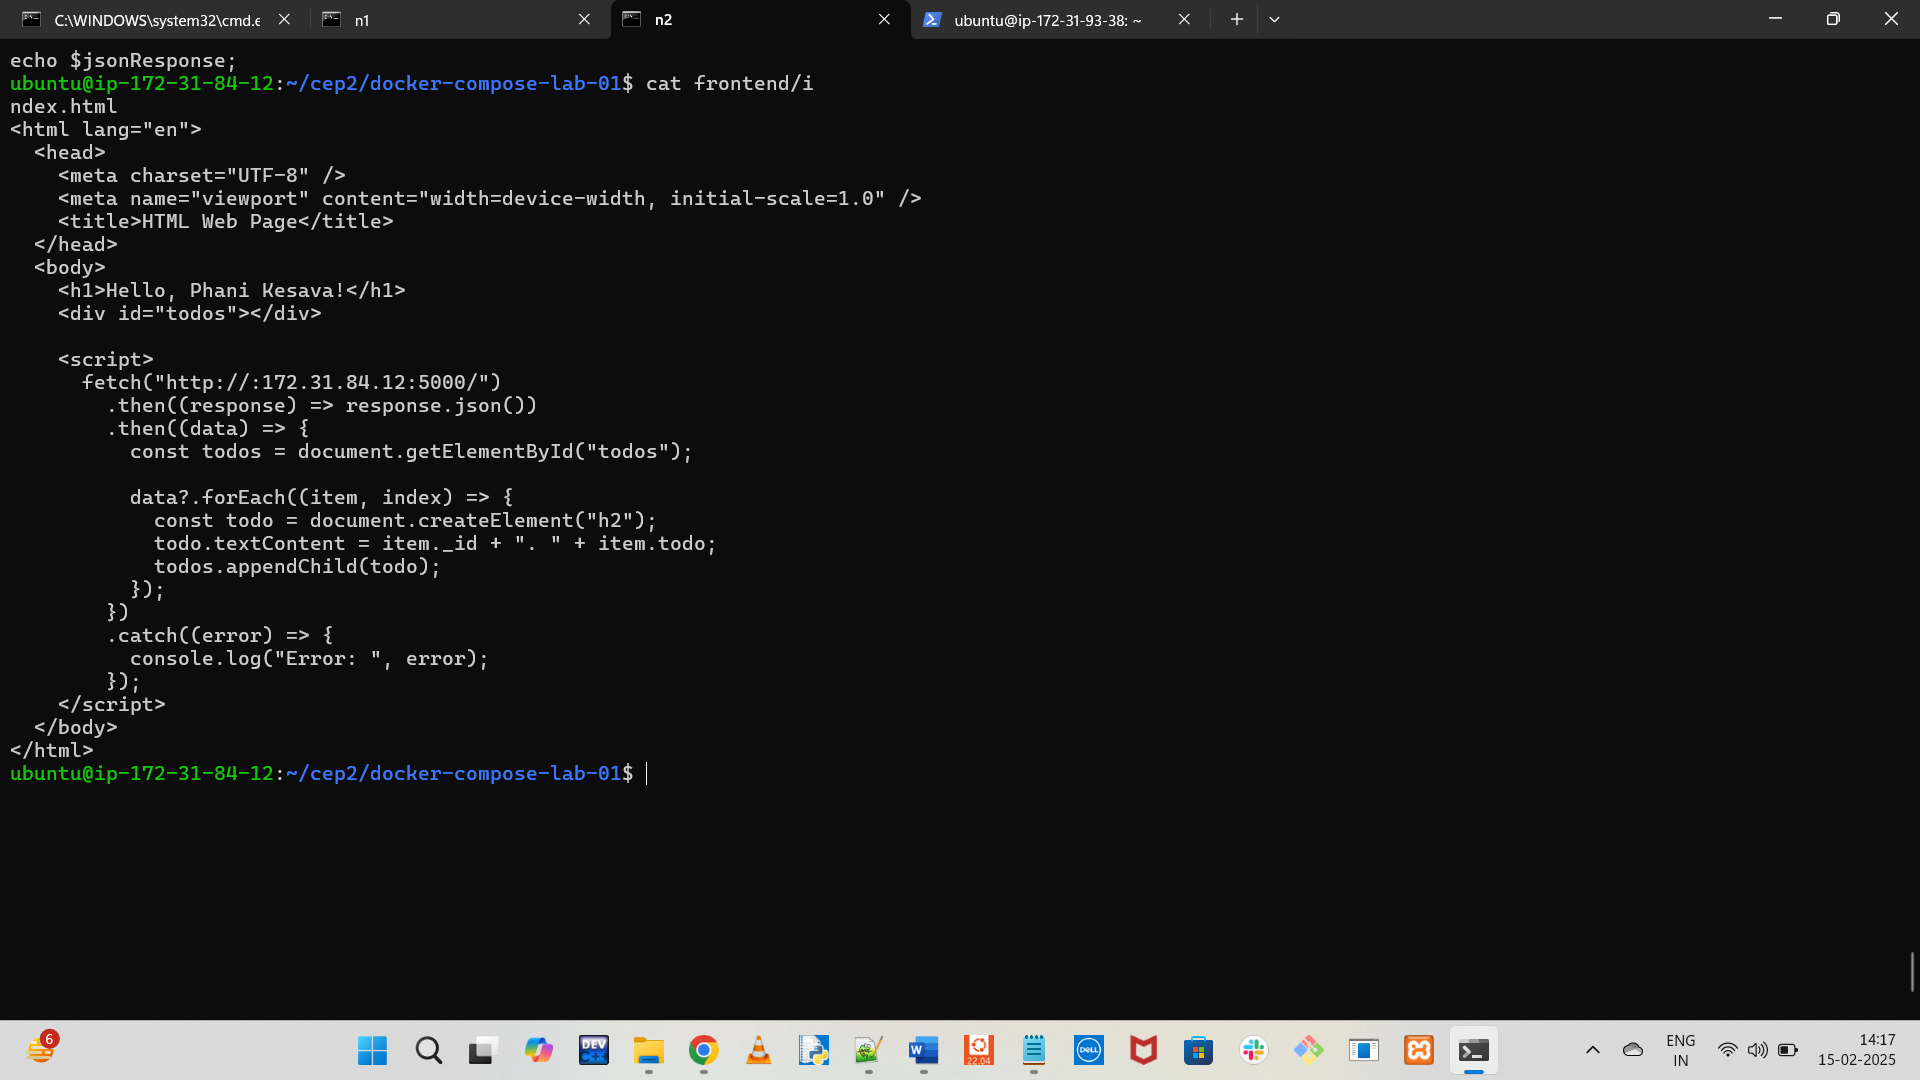 C:\WINDOWS\system32\cmd.e
n1
n2
ubuntu@ip-172-31-93-38: ~
echo $jsonResponse;
ubuntu@ip-172-31-84-12:~/cep2/docker-compose-lab-01$ cat frontend/i
ndex.html
<html lang="en">
  <head>
    <meta charset="UTF-8" />
    <meta name="viewport" content="width=device-width, initial-scale=1.0" />
    <title>HTML Web Page</title>
  </head>
  <body>
    <h1>Hello, Phani Kesava!</h1>
    <div id="todos"></div>

    <script>
      fetch("http://:172.31.84.12:5000/")
        .then((response) => response.json())
        .then((data) => {
          const todos = document.getElementById("todos");

          data?.forEach((item, index) => {
            const todo = document.createElement("h2");
            todo.textContent = item._id + ". " + item.todo;
            todos.appendChild(todo);
          });
        })
        .catch((error) => {
          console.log("Error: ", error);
        });
    </script>
  </body>
</html>
ubuntu@ip-172-31-84-12:~/cep2/docker-compose-lab-01$
6
DEV
C++
W
22.04
DELL
ENG
IN
14:17
15-02-2025